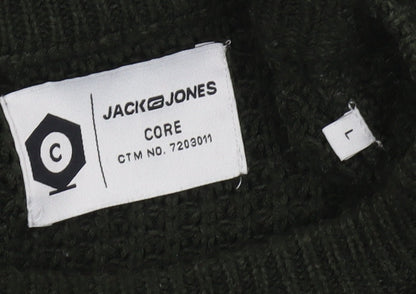 C
JACK & JONES
CORE
CTM NO. 7203011
L